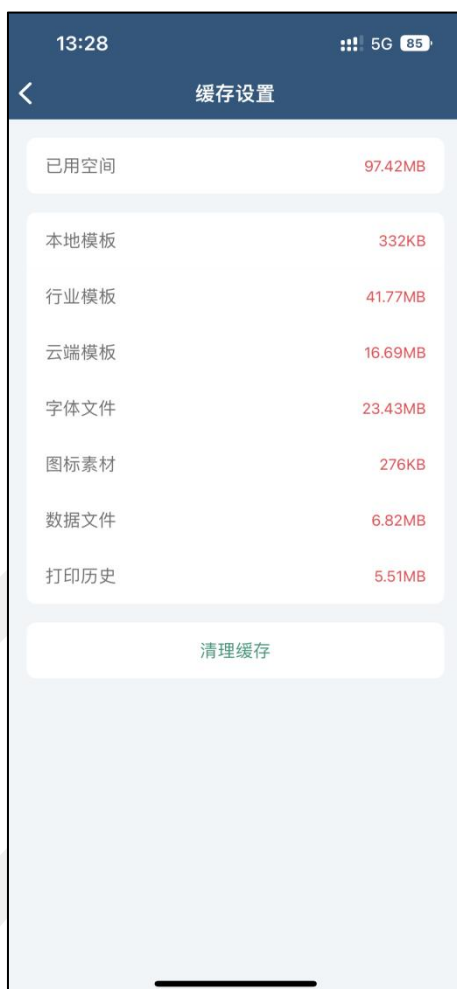 13:28 5G 85
缓存设置
已用空间 97.42MB
本地模板 332KB
行业模板 41.77MB
云端模板 16.69MB
字体文件 23.43MB
图标素材 276KB
数据文件 6.82MB
打印历史 5.51MB
清理缓存